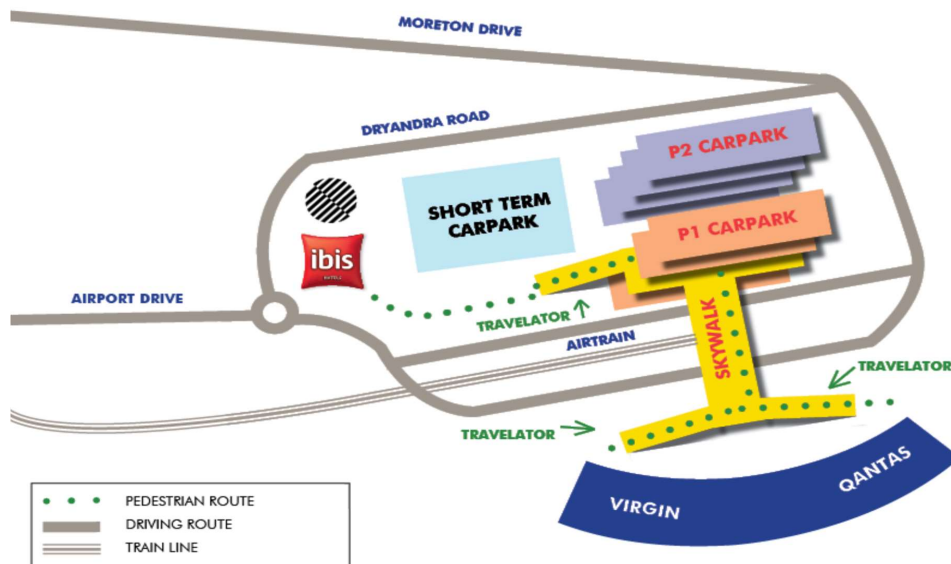 MORETON DRIVE
DRYANDRA ROAD
P2 CARPARK
SHORT TERM
CARPARK
P1 CARPARK
ibis
HOTELS
AIRPORT DRIVE
TRAVELATOR
AIRTRAIN
SKYWALK
TRAVELATOR
TRAVELATOR
VIRGIN
QANTAS
PEDESTRIAN ROUTE
DRIVING ROUTE
TRAIN LINE